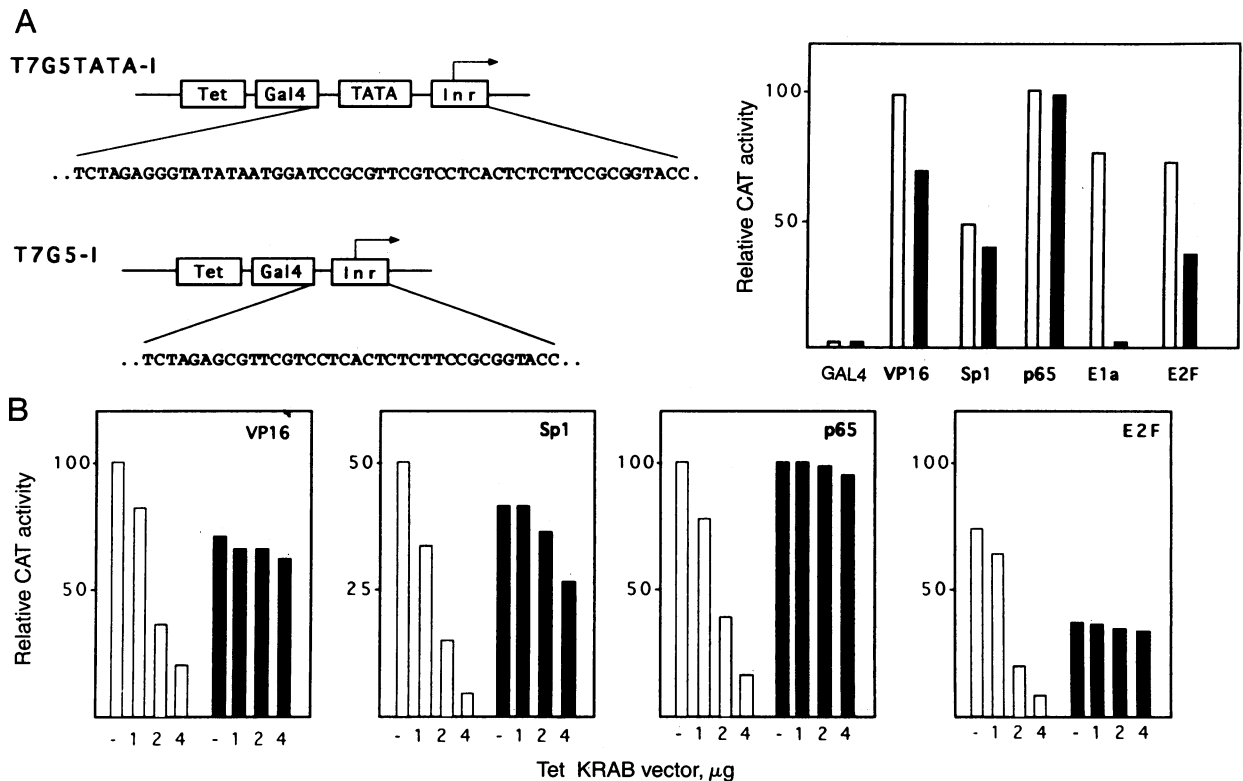 A
T7G5TATA-I
Tet Gal4 TATA Inr
..TCTAGAGGGTATATAATGGATCCGCGTTCGTCCTCACTCTCTTCCGCGGTACC.
T7G5-I
Tet Gal4 Inr
..TCTAGAGCGTTCGTCCTCACTCTCTTCCGCGGTACC..
Relative CAT activity
100
50
GAL4 VP16 Sp1 p65 E1a E2F
B
Relative CAT activity
VP16
100
50
- 1 2 4 - 1 2 4
Sp1
50
25
- 1 2 4 - 1 2 4
p65
100
50
- 1 2 4 - 1 2 4
E2F
100
50
- 1 2 4 - 1 2 4
Tet KRAB vector, μg